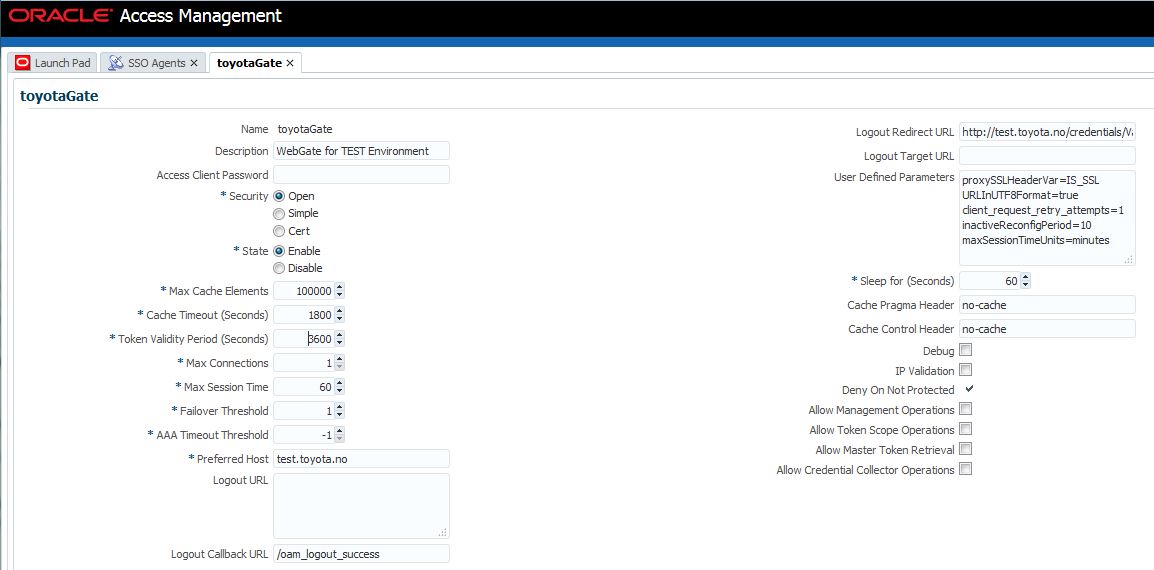 ORACLE Access Management
Launch Pad
SSO Agents
toyotaGate
toyotaGate
Name toyotaGate
Description WebGate for TEST Environment
Access Client Password
* Security Open
Simple
Cert
* State Enable
Disable
* Max Cache Elements 100000
* Cache Timeout (Seconds) 1800
* Token Validity Period (Seconds) 3600
* Max Connections 1
* Max Session Time 60
* Failover Threshold 1
* AAA Timeout Threshold -1
* Preferred Host test.toyota.no
Logout URL
Logout Callback URL /oam_logout_success
Logout Redirect URL http://test.toyota.no/credentials/Va
Logout Target URL
User Defined Parameters proxySSLHeaderVar=IS_SSL
URLInUTF8Format=true
client_request_retry_attempts=1
inactiveReconfigPeriod=10
maxSessionTimeUnits=minutes
* Sleep for (Seconds) 60
Cache Pragma Header no-cache
Cache Control Header no-cache
Debug
IP Validation
Deny On Not Protected
Allow Management Operations
Allow Token Scope Operations
Allow Master Token Retrieval
Allow Credential Collector Operations